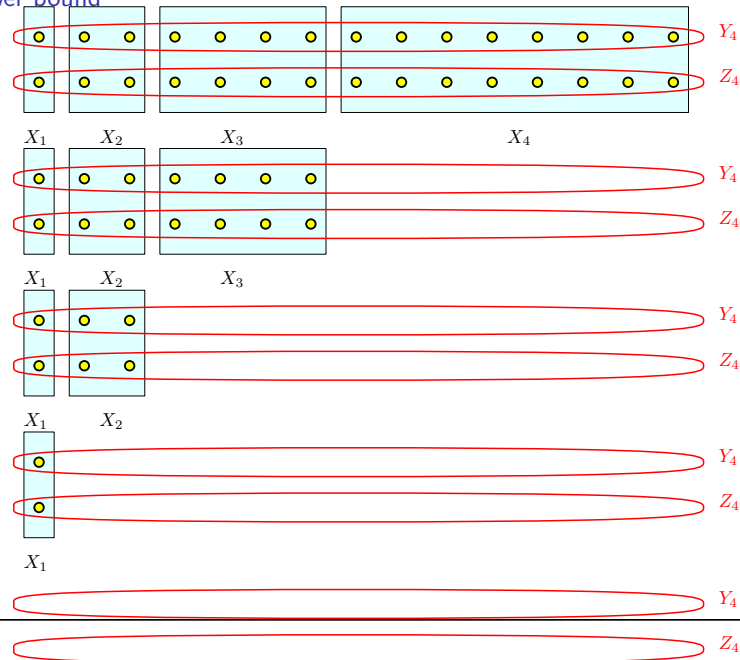 bound
Y₄
Z₄
X₁ X₂ X₃ X₄
Y₄
Z₄
X₁ X₂ X₃
Y₄
Z₄
X₁ X₂
Y₄
Z₄
X₁
Y₄
Z₄